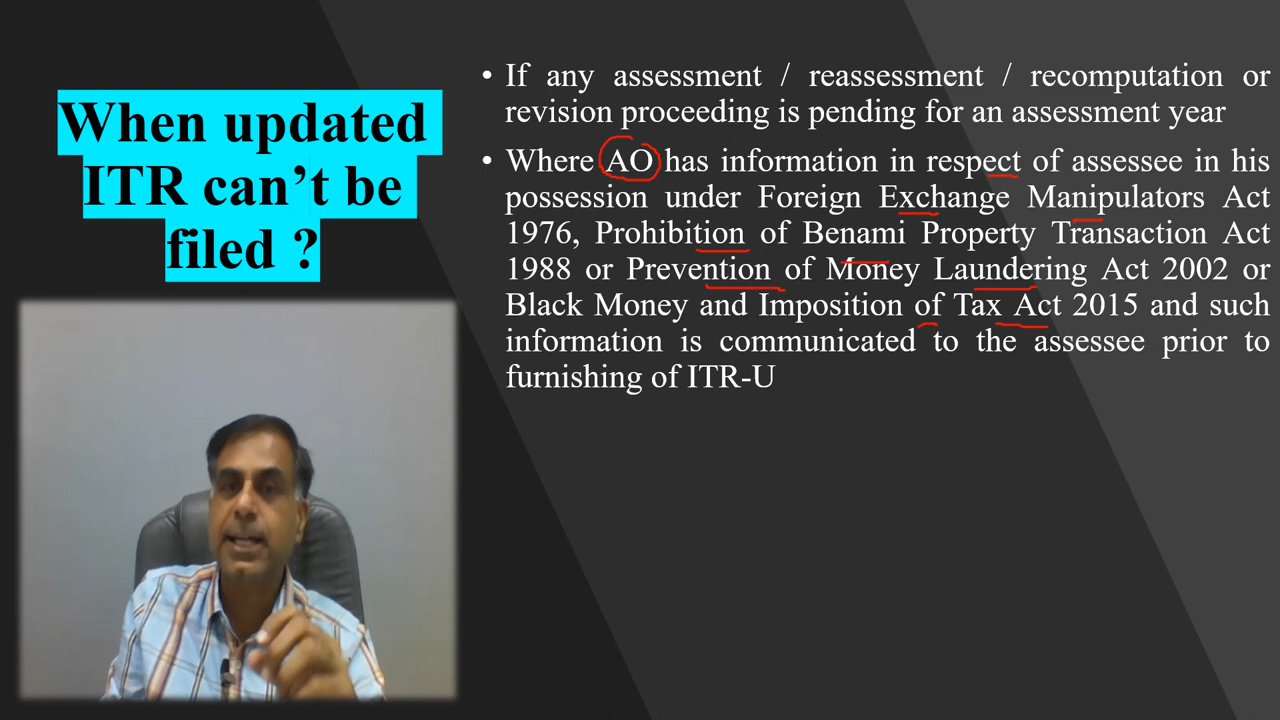 When updated
ITR can’t be
filed ?
• If any assessment / reassessment / recomputation or
revision proceeding is pending for an assessment year
• Where AO has information in respect of assessee in his
possession under Foreign Exchange Manipulators Act
1976, Prohibition of Benami Property Transaction Act
1988 or Prevention of Money Laundering Act 2002 or
Black Money and Imposition of Tax Act 2015 and such
information is communicated to the assessee prior to
furnishing of ITR-U